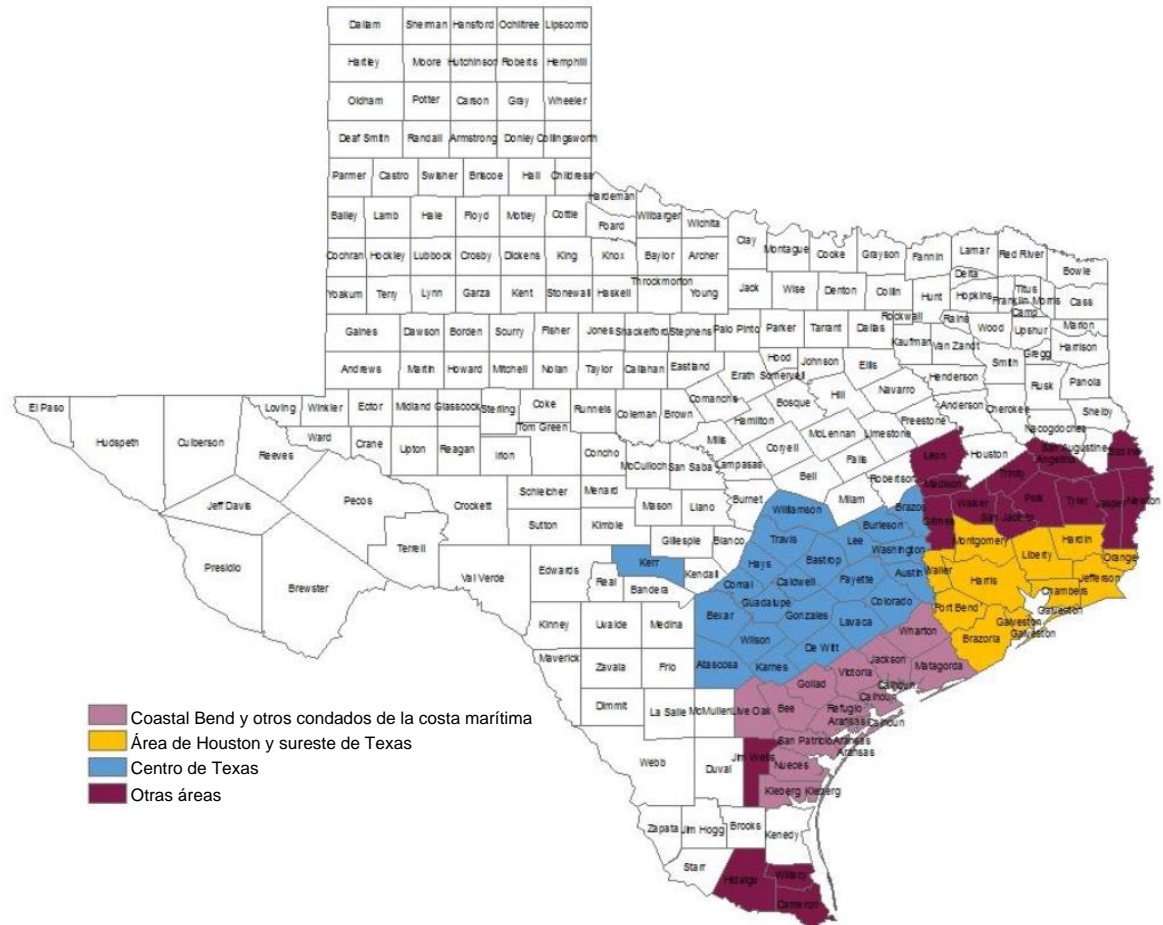 Dallam Sherman Hansford Ochiltree Lipscomb
Hartley Moore Hutchinson Roberts Hemphill
Oldham Potter Carson Gray Wheeler
Deaf Smith Randall Armstrong Donley Collingsworth
Parmer Castro Swisher Briscoe Hall Childress
Hardeman
Bailey Lamb Hale Floyd Motley Cottle Foard Wilbarger Wichita
Clay Montague Cooke Grayson Fannin Lamar Red River Bowie
Cochran Hockley Lubbock Crosby Dickens King Knox Baylor Archer
Delta Titus
Throckmorton Jack Wise Denton Collin Hunt Hopkins Franklin Morris Cass
Yoakum Terry Lynn Garza Kent Stonewall Haskell Young
Camp
Rockwall Rains Wood Upshur Marion
Gaines Dawson Borden Scurry Fisher Jones Shackelford Stephens Palo Pinto Parker Tarrant Dallas
Kaufman Van Zandt Gregg Harrison
Hood Johnson Ellis Smith
Andrews Martin Howard Mitchell Nolan Taylor Callahan Eastland Erath Somervell
Henderson Rusk Panola
Comanche Bosque Hill Navarro
El Paso Loving Winkler Ector Midland Glasscock Sterling Coke Runnels Coleman Brown Anderson Cherokee Shelby
Hudspeth Culberson Reeves Ward Crane Upton Reagan Irion Tom Green Hamilton Freestone Nacogdoches
Concho Mills McLennan Limestone San Augustine
Coryell Leon Houston Angelina Sabine
McCulloch San Saba Lampasas Falls
Jeff Davis Pecos Crockett Schleicher Menard Bell Robertson Madison Trinity
Mason Llano Burnet Milam Walker Polk Tyler Jasper Newton
Sutton Kimble Williamson Brazos Grimes San Jacinto
Presidio Brewster Terrell Val Verde Edwards Gillespie Blanco Travis Lee Burleson Montgomery Liberty Hardin
Kerr Hays Bastrop Washington Orange
Real Bandera Kendall Comal Caldwell Fayette Austin Waller Harris Jefferson
Chambers
Kinney Uvalde Medina Bexar Guadalupe Gonzales Colorado Fort Bend Galveston
Galveston
Galveston
Wilson Lavaca Wharton Brazoria
Maverick Zavala Frio Atascosa Karnes De Witt Jackson Matagorda
Victoria
Goliad Calhoun
Dimmit La Salle McMullen Live Oak Bee Refugio Calhoun
Aransas Calhoun
San Patricio Aransas
Aransas
Webb Duval Jim Wells Nueces
Kleberg Kleberg
Zapata Jim Hogg Brooks Kenedy
Starr Hidalgo Willacy
Cameron
Coastal Bend y otros condados de la costa marítima
Área de Houston y sureste de Texas
Centro de Texas
Otras áreas